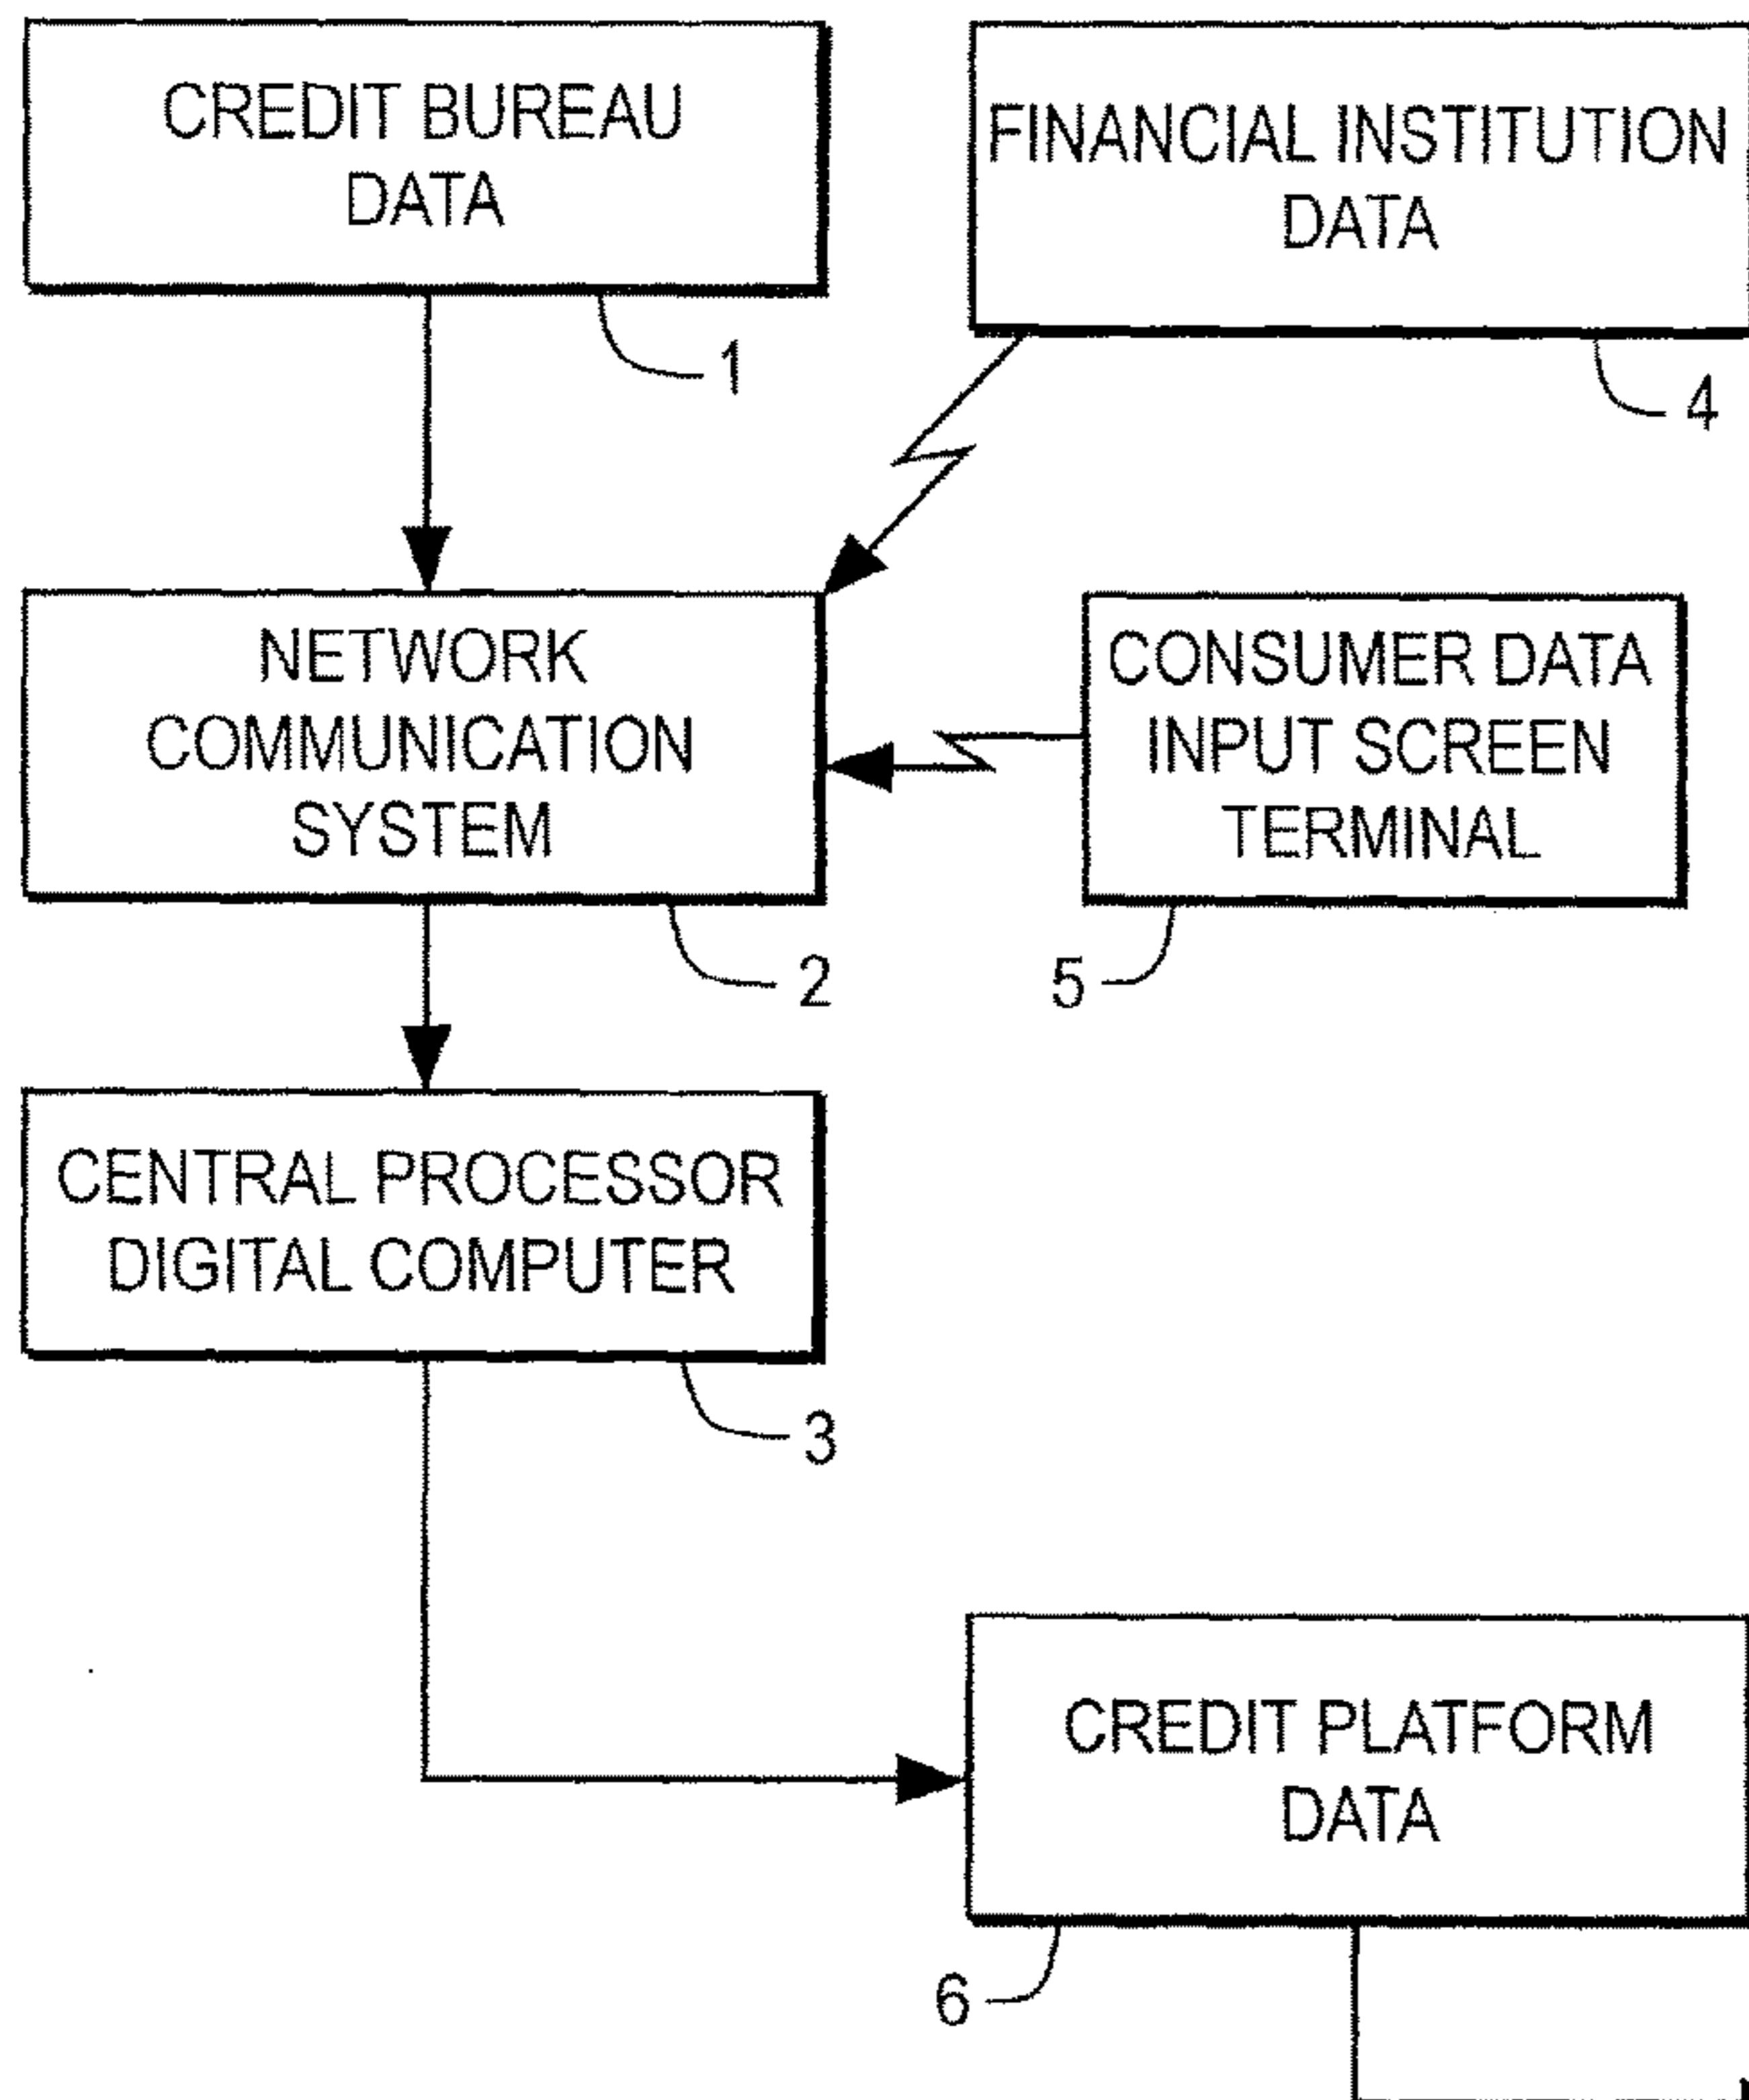 CREDIT BUREAU
DATA
1
FINANCIAL INSTITUTION
DATA
4
NETWORK
COMMUNICATION
SYSTEM
2
CONSUMER DATA
INPUT SCREEN
TERMINAL
5
CENTRAL PROCESSOR
DIGITAL COMPUTER
3
CREDIT PLATFORM
DATA
6